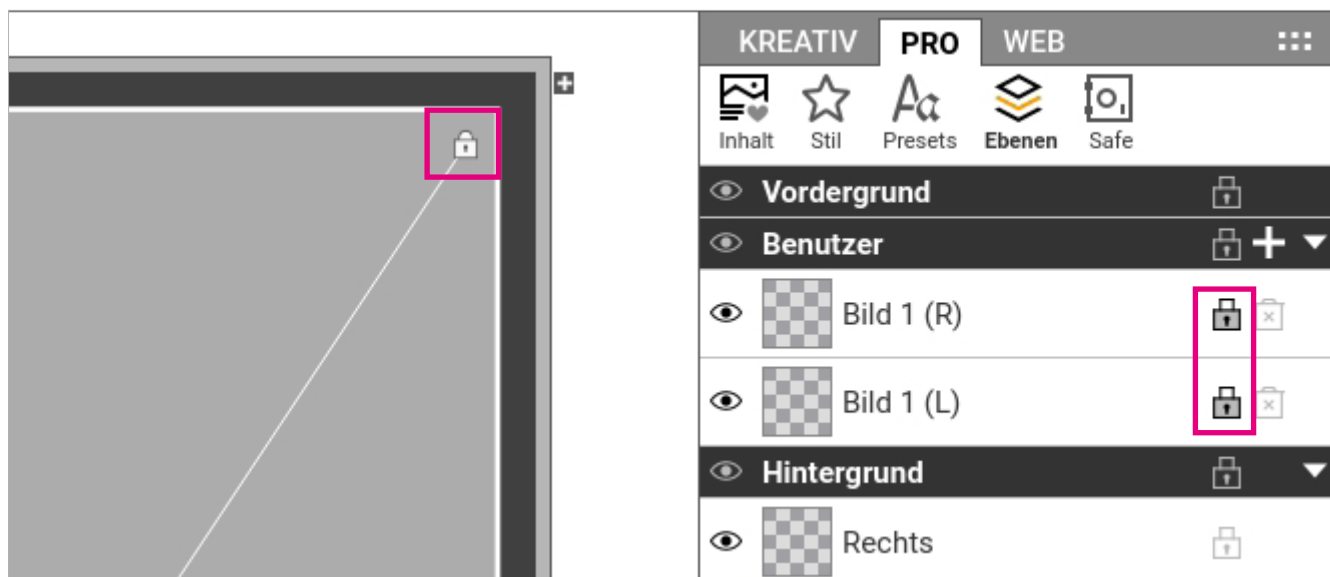 KREATIV PRO WEB
Inhalt Stil Presets Ebenen Safe
Vordergrund
Benutzer
Bild 1 (R)
Bild 1 (L)
Hintergrund
Rechts